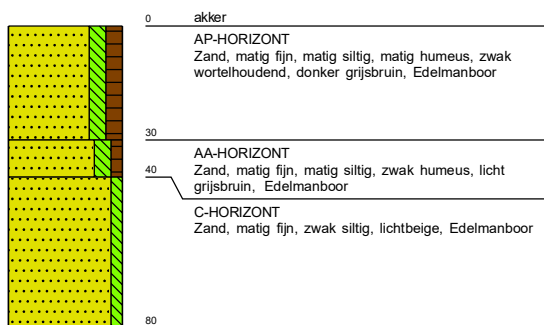 0 akker
AP-HORIZONT
Zand, matig fijn, matig siltig, matig humeus, zwak
wortelhoudend, donker grijsbruin, Edelmanboor
30
AA-HORIZONT
Zand, matig fijn, matig siltig, zwak humeus, licht
grijsbruin, Edelmanboor
40
C-HORIZONT
Zand, matig fijn, zwak siltig, lichtbeige, Edelmanboor
80